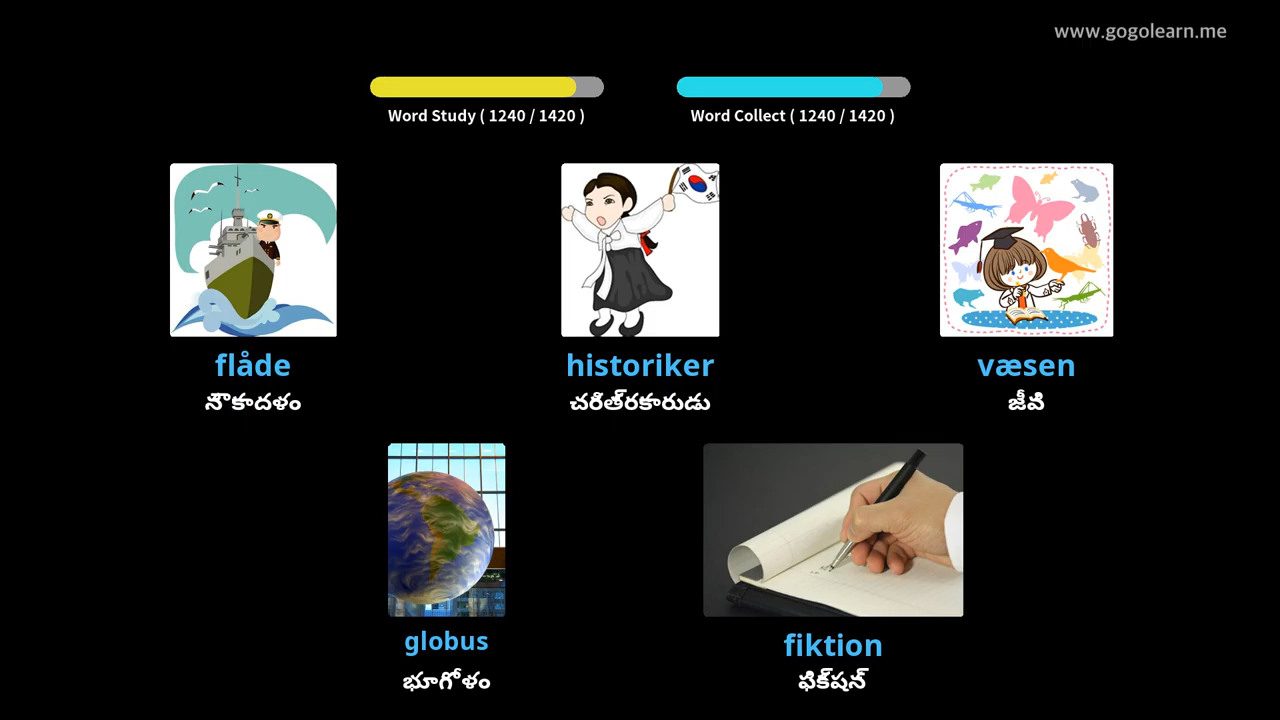 www.gogolearn.me
Word Study ( 1240 / 1420 )
Word Collect ( 1240 / 1420 )
flåde
నౌకాదళం
historiker
చరిత్రకారుడు
væsen
జీవి
globus
భూగోళం
fiktion
ఫిక్షన్